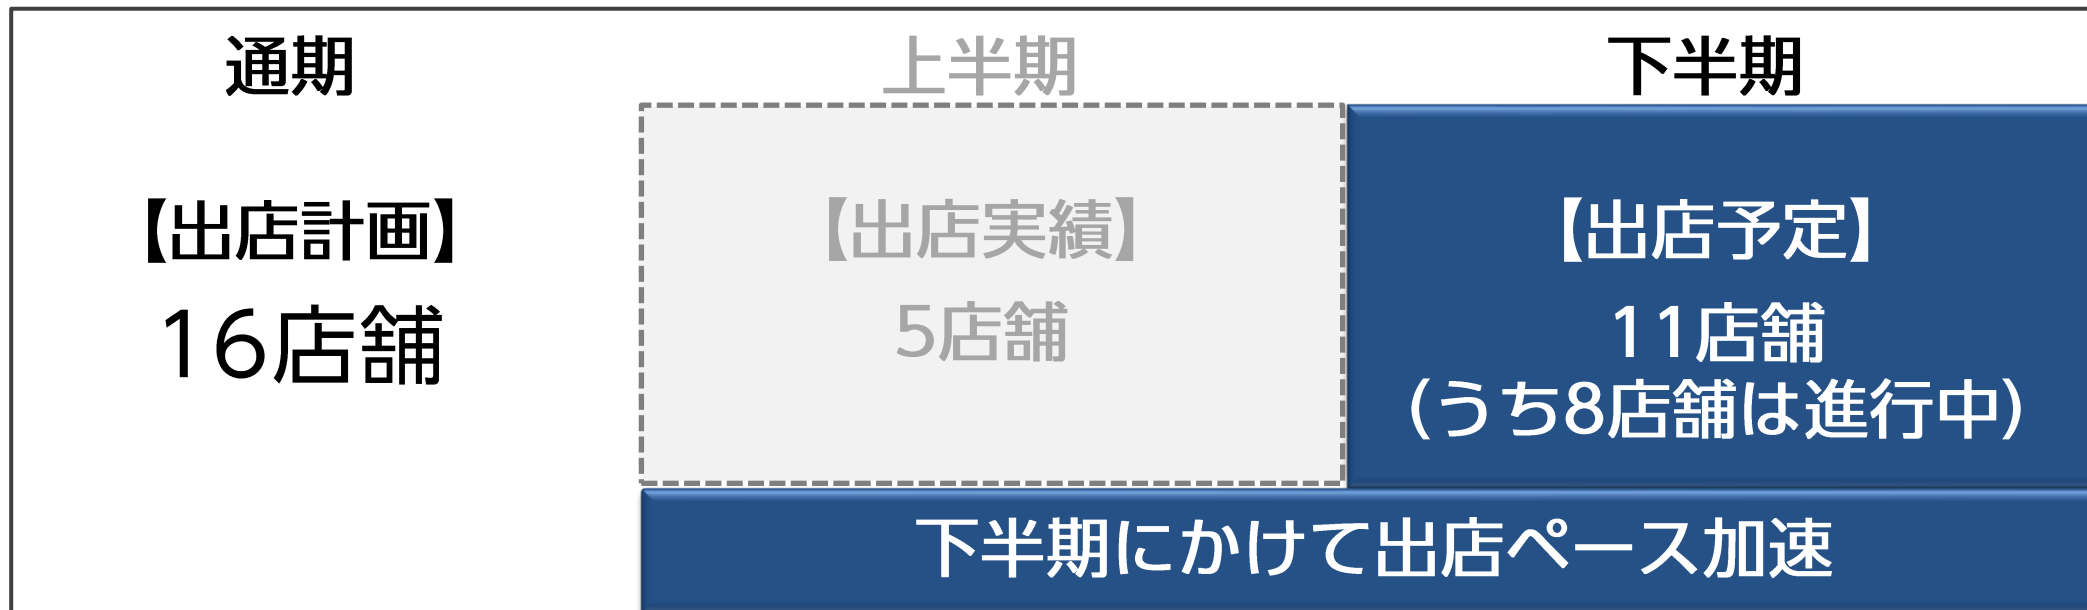 通期
【出店計画】
16店舗
上半期
【出店実績】
5店舗
下半期
【出店予定】
11店舗
（うち8店舗は進行中）
下半期にかけて出店ペース加速